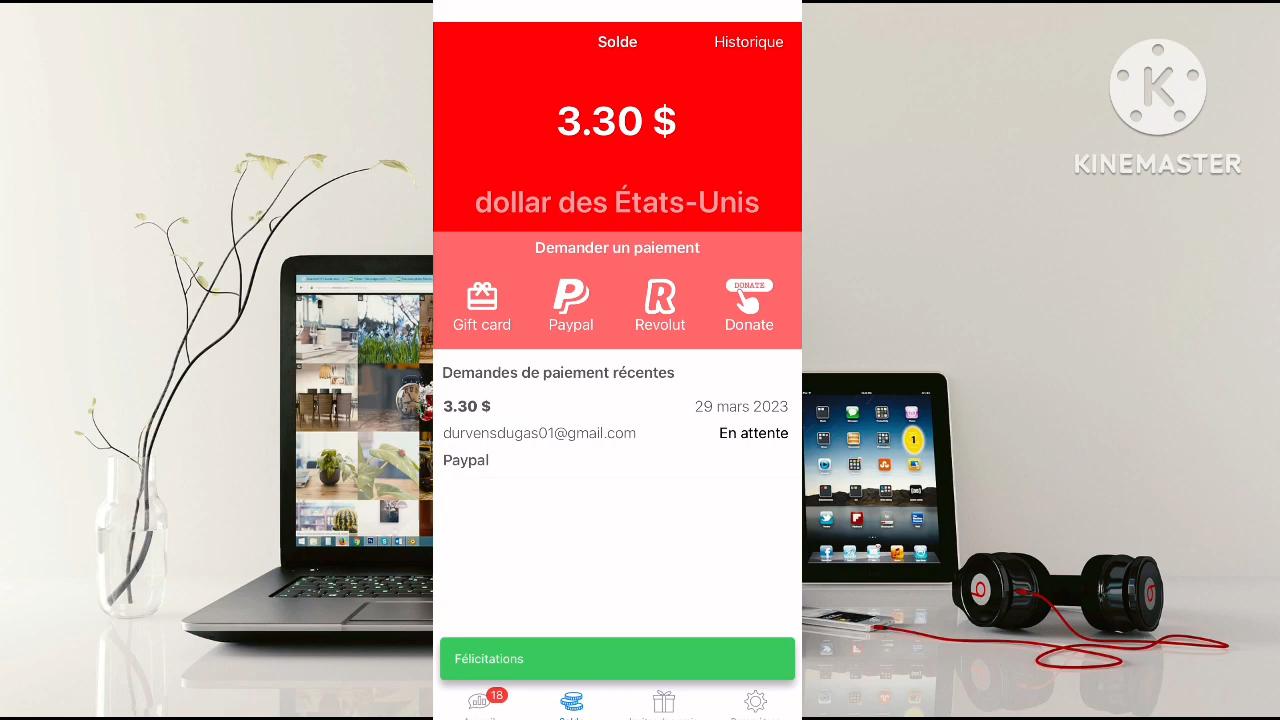 Solde
Historique
3.30 $
dollar des États-Unis
Demander un paiement
Gift card
Paypal
Revolut
DONATE
Donate
Demandes de paiement récentes
3.30 $
29 mars 2023
durvensdugas01@gmail.com
En attente
Paypal
Félicitations
18
KINEMASTER